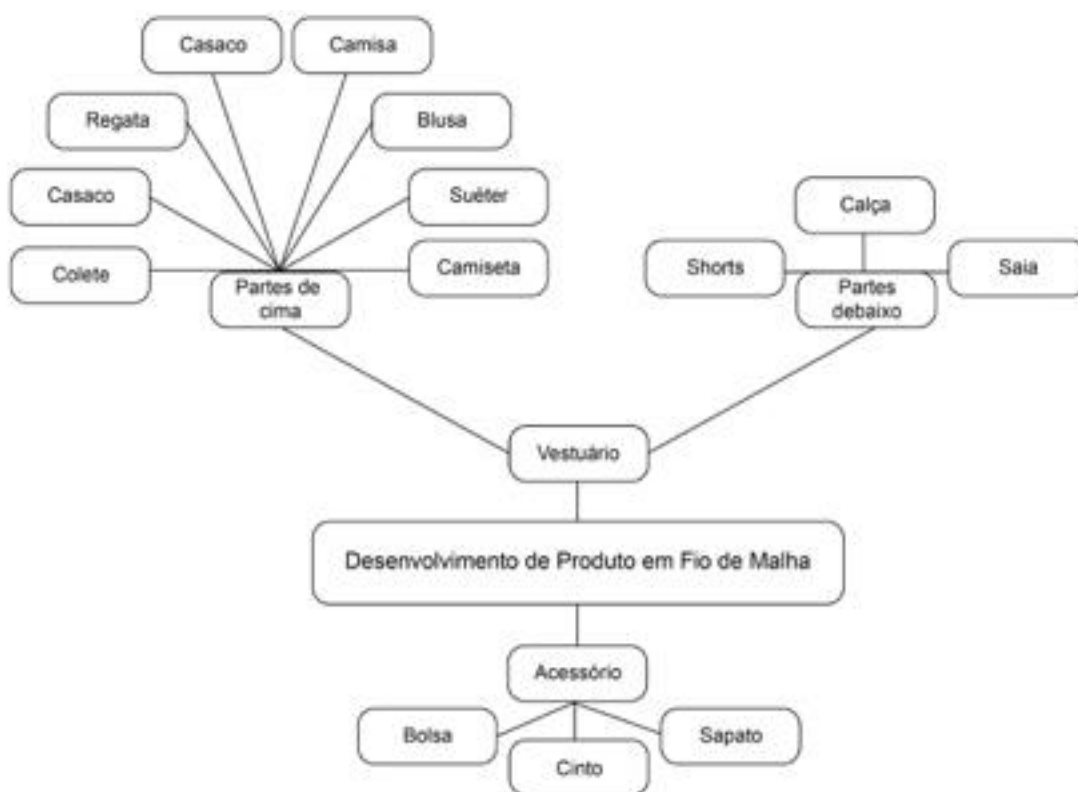 Casaco
Camisa
Regata
Blusa
Casaco
Suéter
Calça
Colete
Camiseta
Shorts
Saia
Partes de
cima
Partes
debaixo
Vestuário
Desenvolvimento de Produto em Fio de Malha
Acessório
Bolsa
Sapato
Cinto